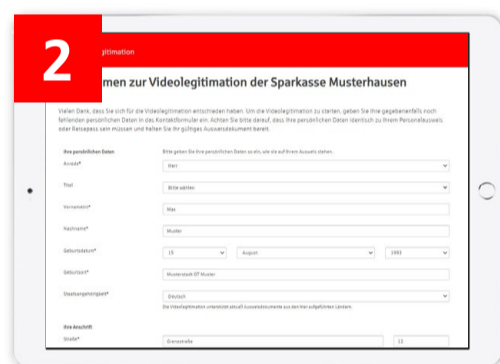 2
gitimation
men zur Videolegitimation der Sparkasse Musterhausen
Vielen Dank, dass Sie sich für die Videolegitimation entschieden haben. Um die Videolegitimation zu starten, geben Sie Ihre gegebenenfalls noch
fehlenden persönlichen Daten in das Kontaktformular ein. Achten Sie bitte darauf, dass Ihre persönlichen Daten identisch zu Ihrem Personalausweis
oder Reisepass sein müssen und halten Sie Ihr gültiges Ausweisdokument bereit.
Ihre persönlichen Daten Bitte geben Sie Ihre persönlichen Daten so ein, wie sie auf Ihrem Ausweis stehen.
Anrede* Herr
Titel Bitte wählen
Vorname(n)* Max
Nachname* Muster
Geburtsdatum* 15 August 1993
Geburtsort* Musterstadt OT Muster
Staatsangehörigkeit* Deutsch
Die Videolegitimation unterstützt aktuell Ausweisdokumente aus den hier aufgeführten Ländern.
Ihre Anschrift
Straße* Grenzstraße 13